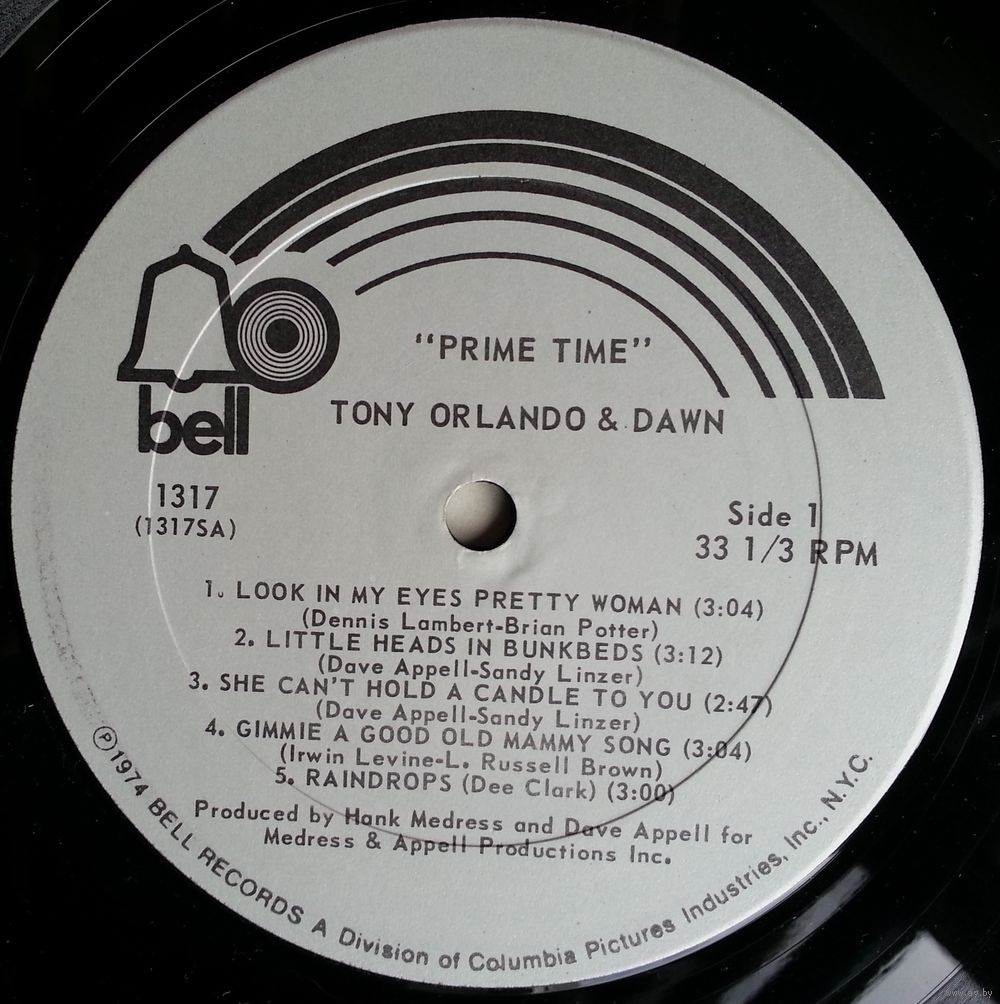 "PRIME TIME"
TONY ORLANDO & DAWN
bell
1317
(1317SA)
Side 1
33 1/3 RPM
1. LOOK IN MY EYES PRETTY WOMAN (3:04)
(Dennis Lambert-Brian Potter)
2. LITTLE HEADS IN BUNKBEDS (3:12)
(Dave Appell-Sandy Linzer)
3. SHE CAN'T HOLD A CANDLE TO YOU (2:47)
(Dave Appell-Sandy Linzer)
4. GIMMIE A GOOD OLD MAMMY SONG (3:04)
(Irwin Levine-L. Russell Brown)
5. RAINDROPS (Dee Clark) (3:00)
Produced by Hank Medress and Dave Appell for
Medress & Appell Productions Inc.
Ⓟ1974 BELL RECORDS A Division of Columbia Pictures Industries, Inc., N.Y.C.
www.ay.by